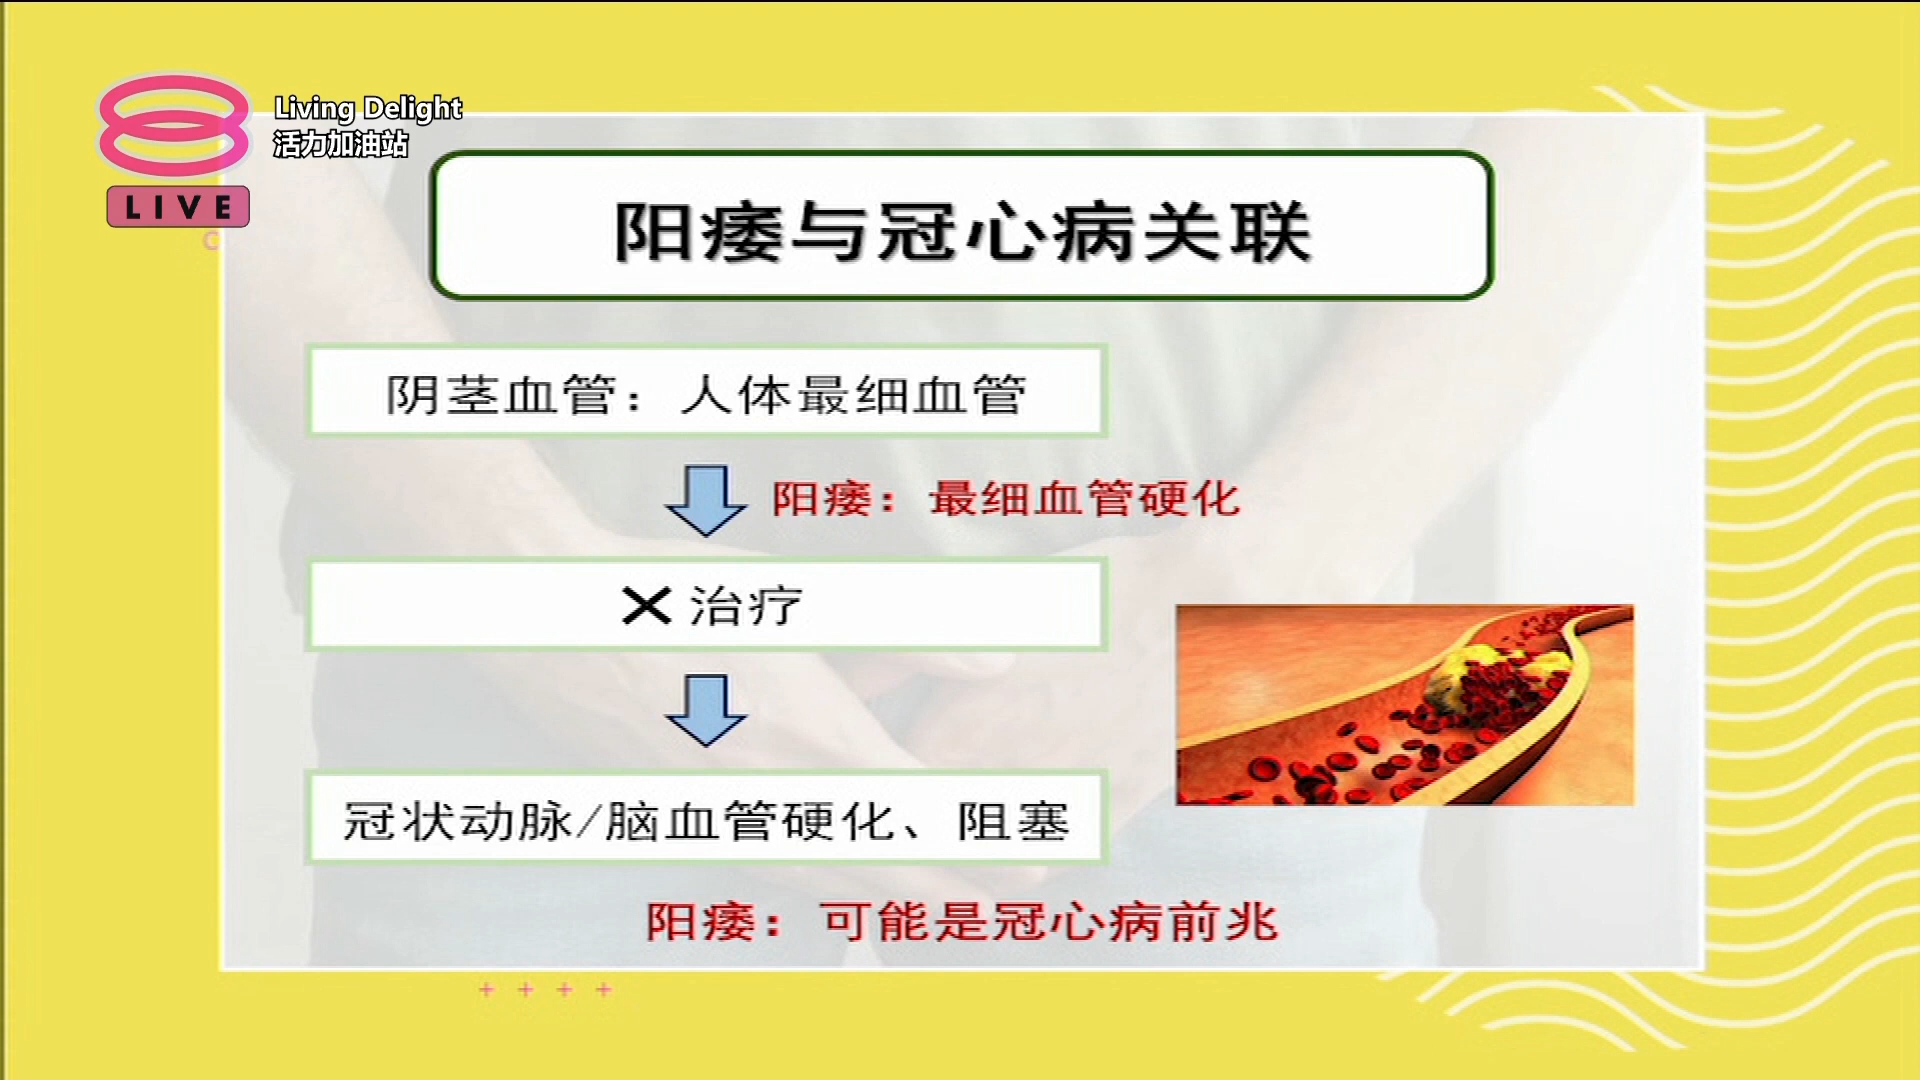 Living Delight
活力加油站
LIVE
阳痿与冠心病关联
阴茎血管：人体最细血管
阳痿：最细血管硬化
✕治疗
冠状动脉/脑血管硬化、阻塞
阳痿：可能是冠心病前兆